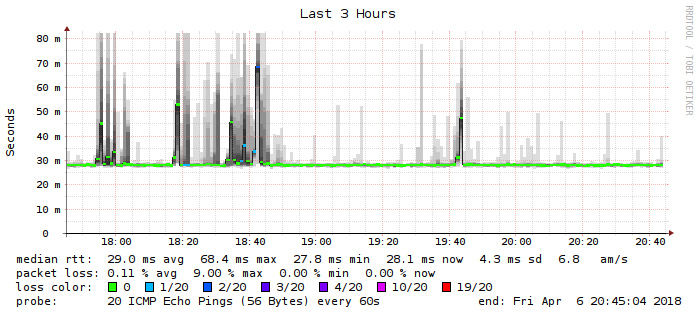 Last 3 Hours
RRDTOOL / TOBI OETIKER
Seconds
80 m
70 m
60 m
50 m
40 m
30 m
20 m
10 m
0
18:00 18:20 18:40 19:00 19:20 19:40 20:00 20:20 20:40
median rtt: 29.0 ms avg 68.4 ms max 27.8 ms min 28.1 ms now 4.3 ms sd 6.8 am/s
packet loss: 0.11 % avg 9.00 % max 0.00 % min 0.00 % now
loss color: 0 1/20 2/20 3/20 4/20 10/20 19/20
probe: 20 ICMP Echo Pings (56 Bytes) every 60s end: Fri Apr 6 20:45:04 2018